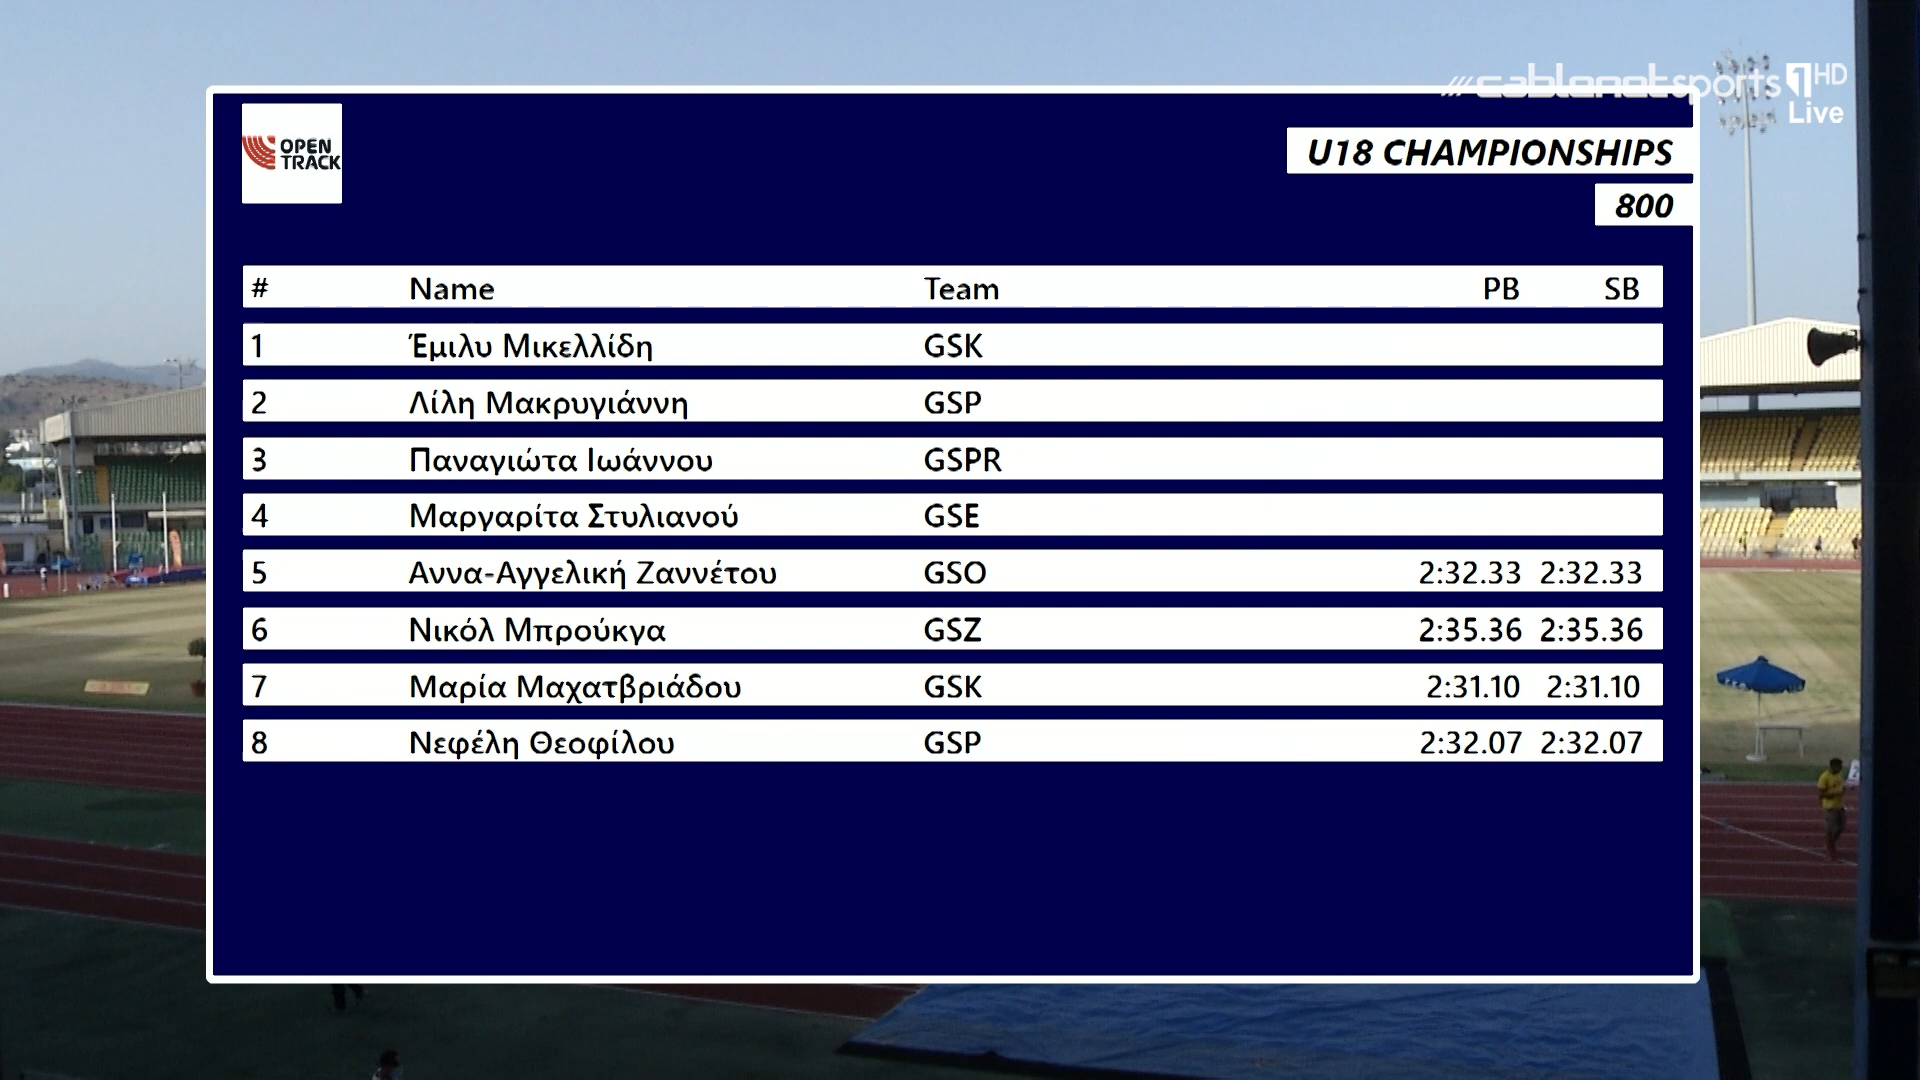 cablenetsports 1 HD
Live
OPEN
TRACK
U18 CHAMPIONSHIPS
800
# Name Team PB SB
1 Έμιλυ Μικελλίδη GSK
2 Λίλη Μακρυγιάννη GSP
3 Παναγιώτα Ιωάννου GSPR
4 Μαργαρίτα Στυλιανού GSE
5 Αννα-Αγγελική Ζαννέτου GSO 2:32.33 2:32.33
6 Νικόλ Μπρούκγα GSZ 2:35.36 2:35.36
7 Μαρία Μαχατβριάδου GSK 2:31.10 2:31.10
8 Νεφέλη Θεοφίλου GSP 2:32.07 2:32.07